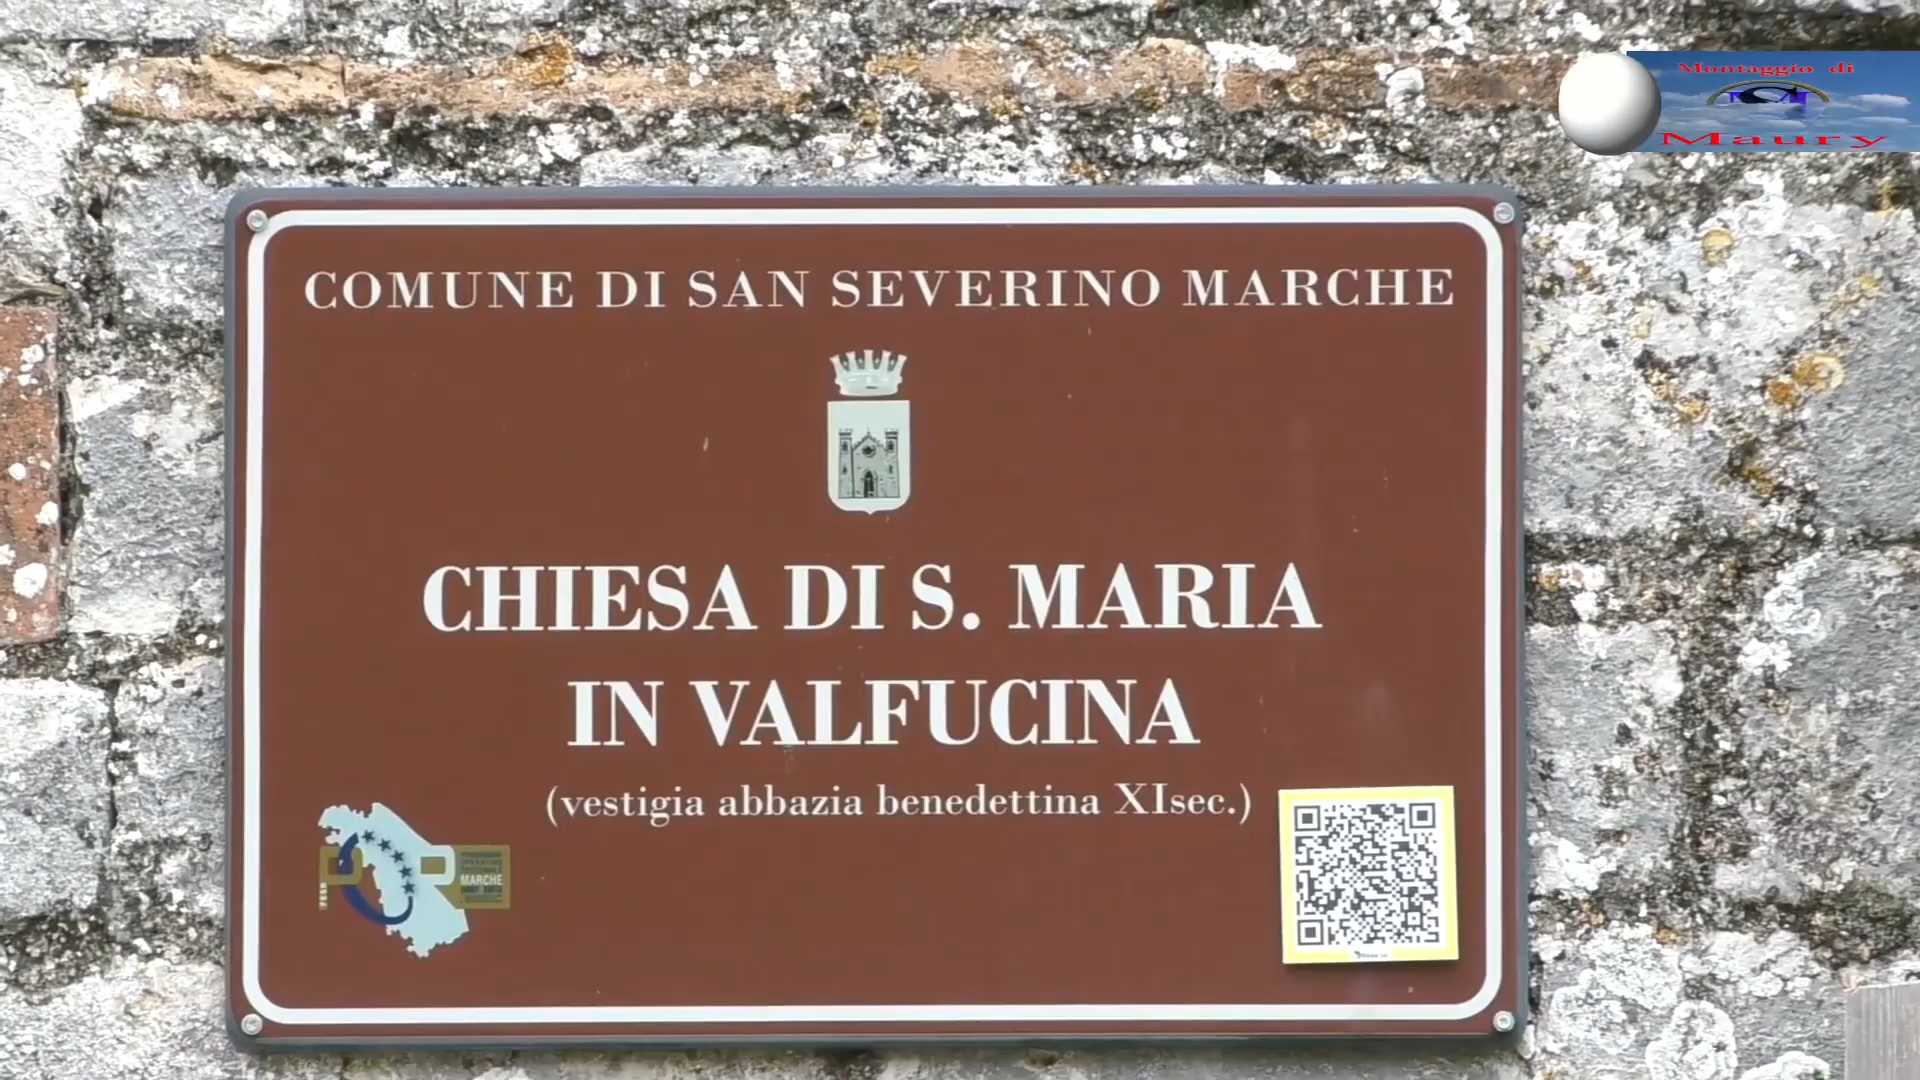 Montaggio di
Maury
COMUNE DI SAN SEVERINO MARCHE
CHIESA DI S. MARIA
IN VALFUCINA
(vestigia abbazia benedettina XIsec.)
MARCHE